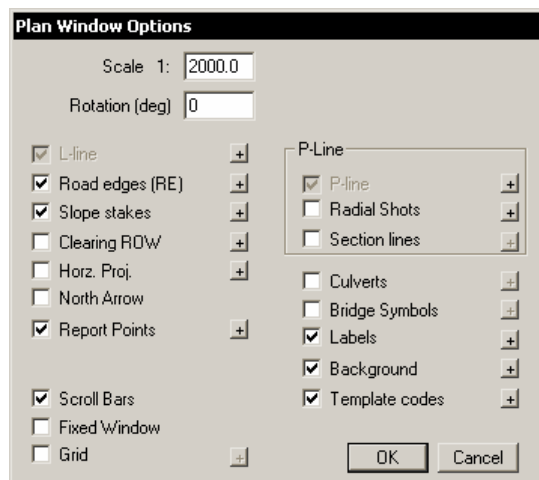 Plan Window Options
Scale 1: 2000.0
Rotation (deg) 0
L-line +
Road edges (RE) +
Slope stakes +
Clearing ROW +
Horz. Proj. +
North Arrow
Report Points +
Scroll Bars
Fixed Window
Grid +
P-Line
P-line +
Radial Shots +
Section lines +
Culverts +
Bridge Symbols +
Labels +
Background +
Template codes +
OK Cancel